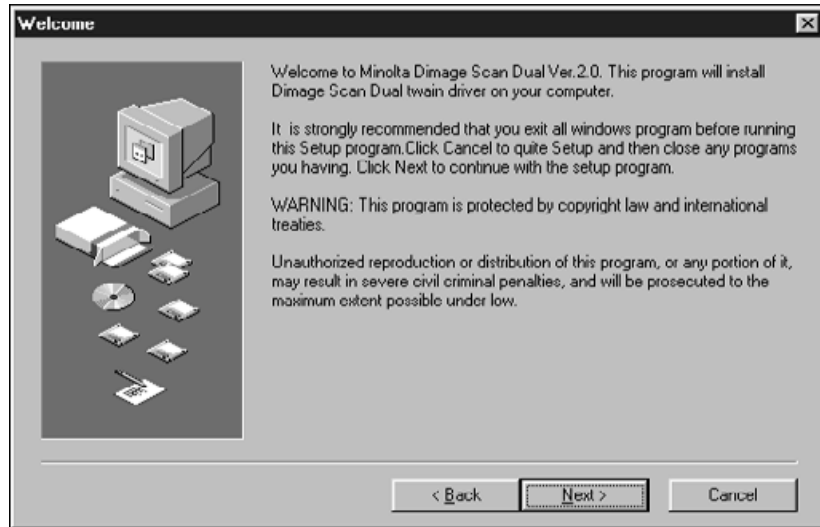 Welcome
Welcome to Minolta Dimage Scan Dual Ver.2.0. This program will install
Dimage Scan Dual twain driver on your computer.
It is strongly recommended that you exit all windows program before running
this Setup program.Click Cancel to quite Setup and then close any programs
you having. Click Next to continue with the setup program.
WARNING: This program is protected by copyright law and international
treaties.
Unauthorized reproduction or distribution of this program, or any portion of it,
may result in severe civil criminal penalties, and will be prosecuted to the
maximum extent possible under low.
< Back
Next >
Cancel